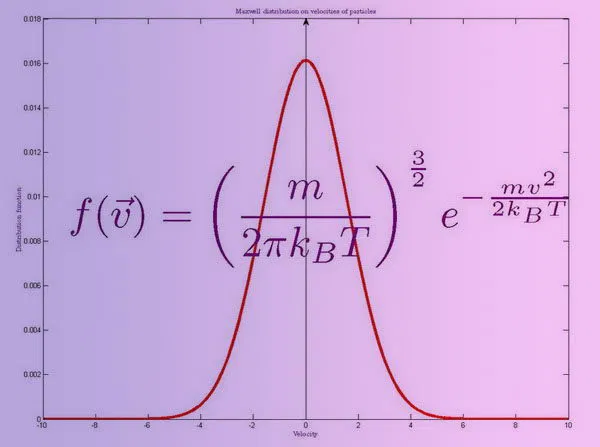 Maxwell distribution on velocities of particles
0.018
0.016
0.014
0.012
0.01
0.008
0.006
0.004
0.002
0
Distribution function
f(v⃗) = (m / 2πk_BT)^{3/2} e^{-mv²/2k_BT}
-10 -8 -6 -4 -2 0 2 4 6 8 10
Velocity